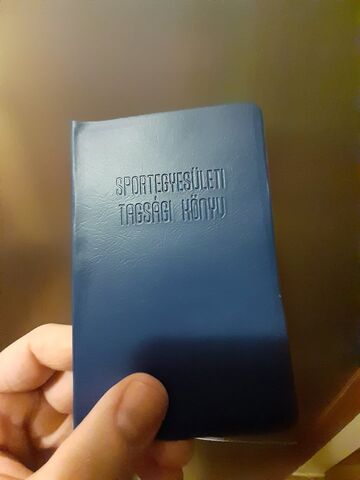 SPORTEGYESÜLETI
TAGSÁGI KÖNYV